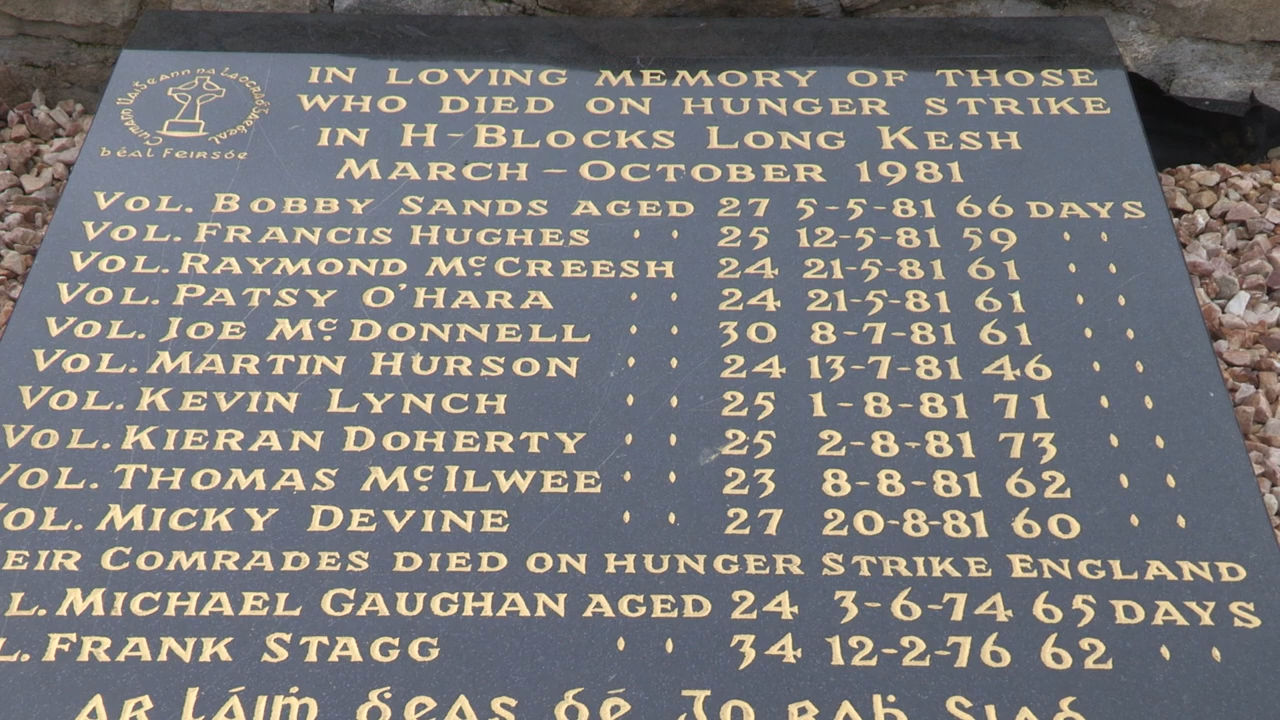 béal feirsde
IN LOVING MEMORY OF THOSE
WHO DIED ON HUNGER STRIKE
IN H-BLOCKS LONG KESH
MARCH - OCTOBER 1981
VOL. BOBBY SANDS AGED 27 5-5-81 66 DAYS
VOL. FRANCIS HUGHES " 25 12-5-81 59 "
VOL. RAYMOND McCREESH 24 21-5-81 61 "
VOL. PATSY O'HARA " 24 21-5-81 61 "
VOL. JOE McDONNELL " 30 8-7-81 61 "
VOL. MARTIN HURSON " 24 13-7-81 46 "
VOL. KEVIN LYNCH " 25 1-8-81 71 "
VOL. KIERAN DOHERTY " 25 2-8-81 73 "
VOL. THOMAS McILWEE " 23 8-8-81 62 "
VOL. MICKY DEVINE " 27 20-8-81 60 "
EIR COMRADES DIED ON HUNGER STRIKE ENGLAND
L. MICHAEL GAUGHAN AGED 24 3-6-74 65 DAYS
L. FRANK STAGG " 34 12-2-76 62 "